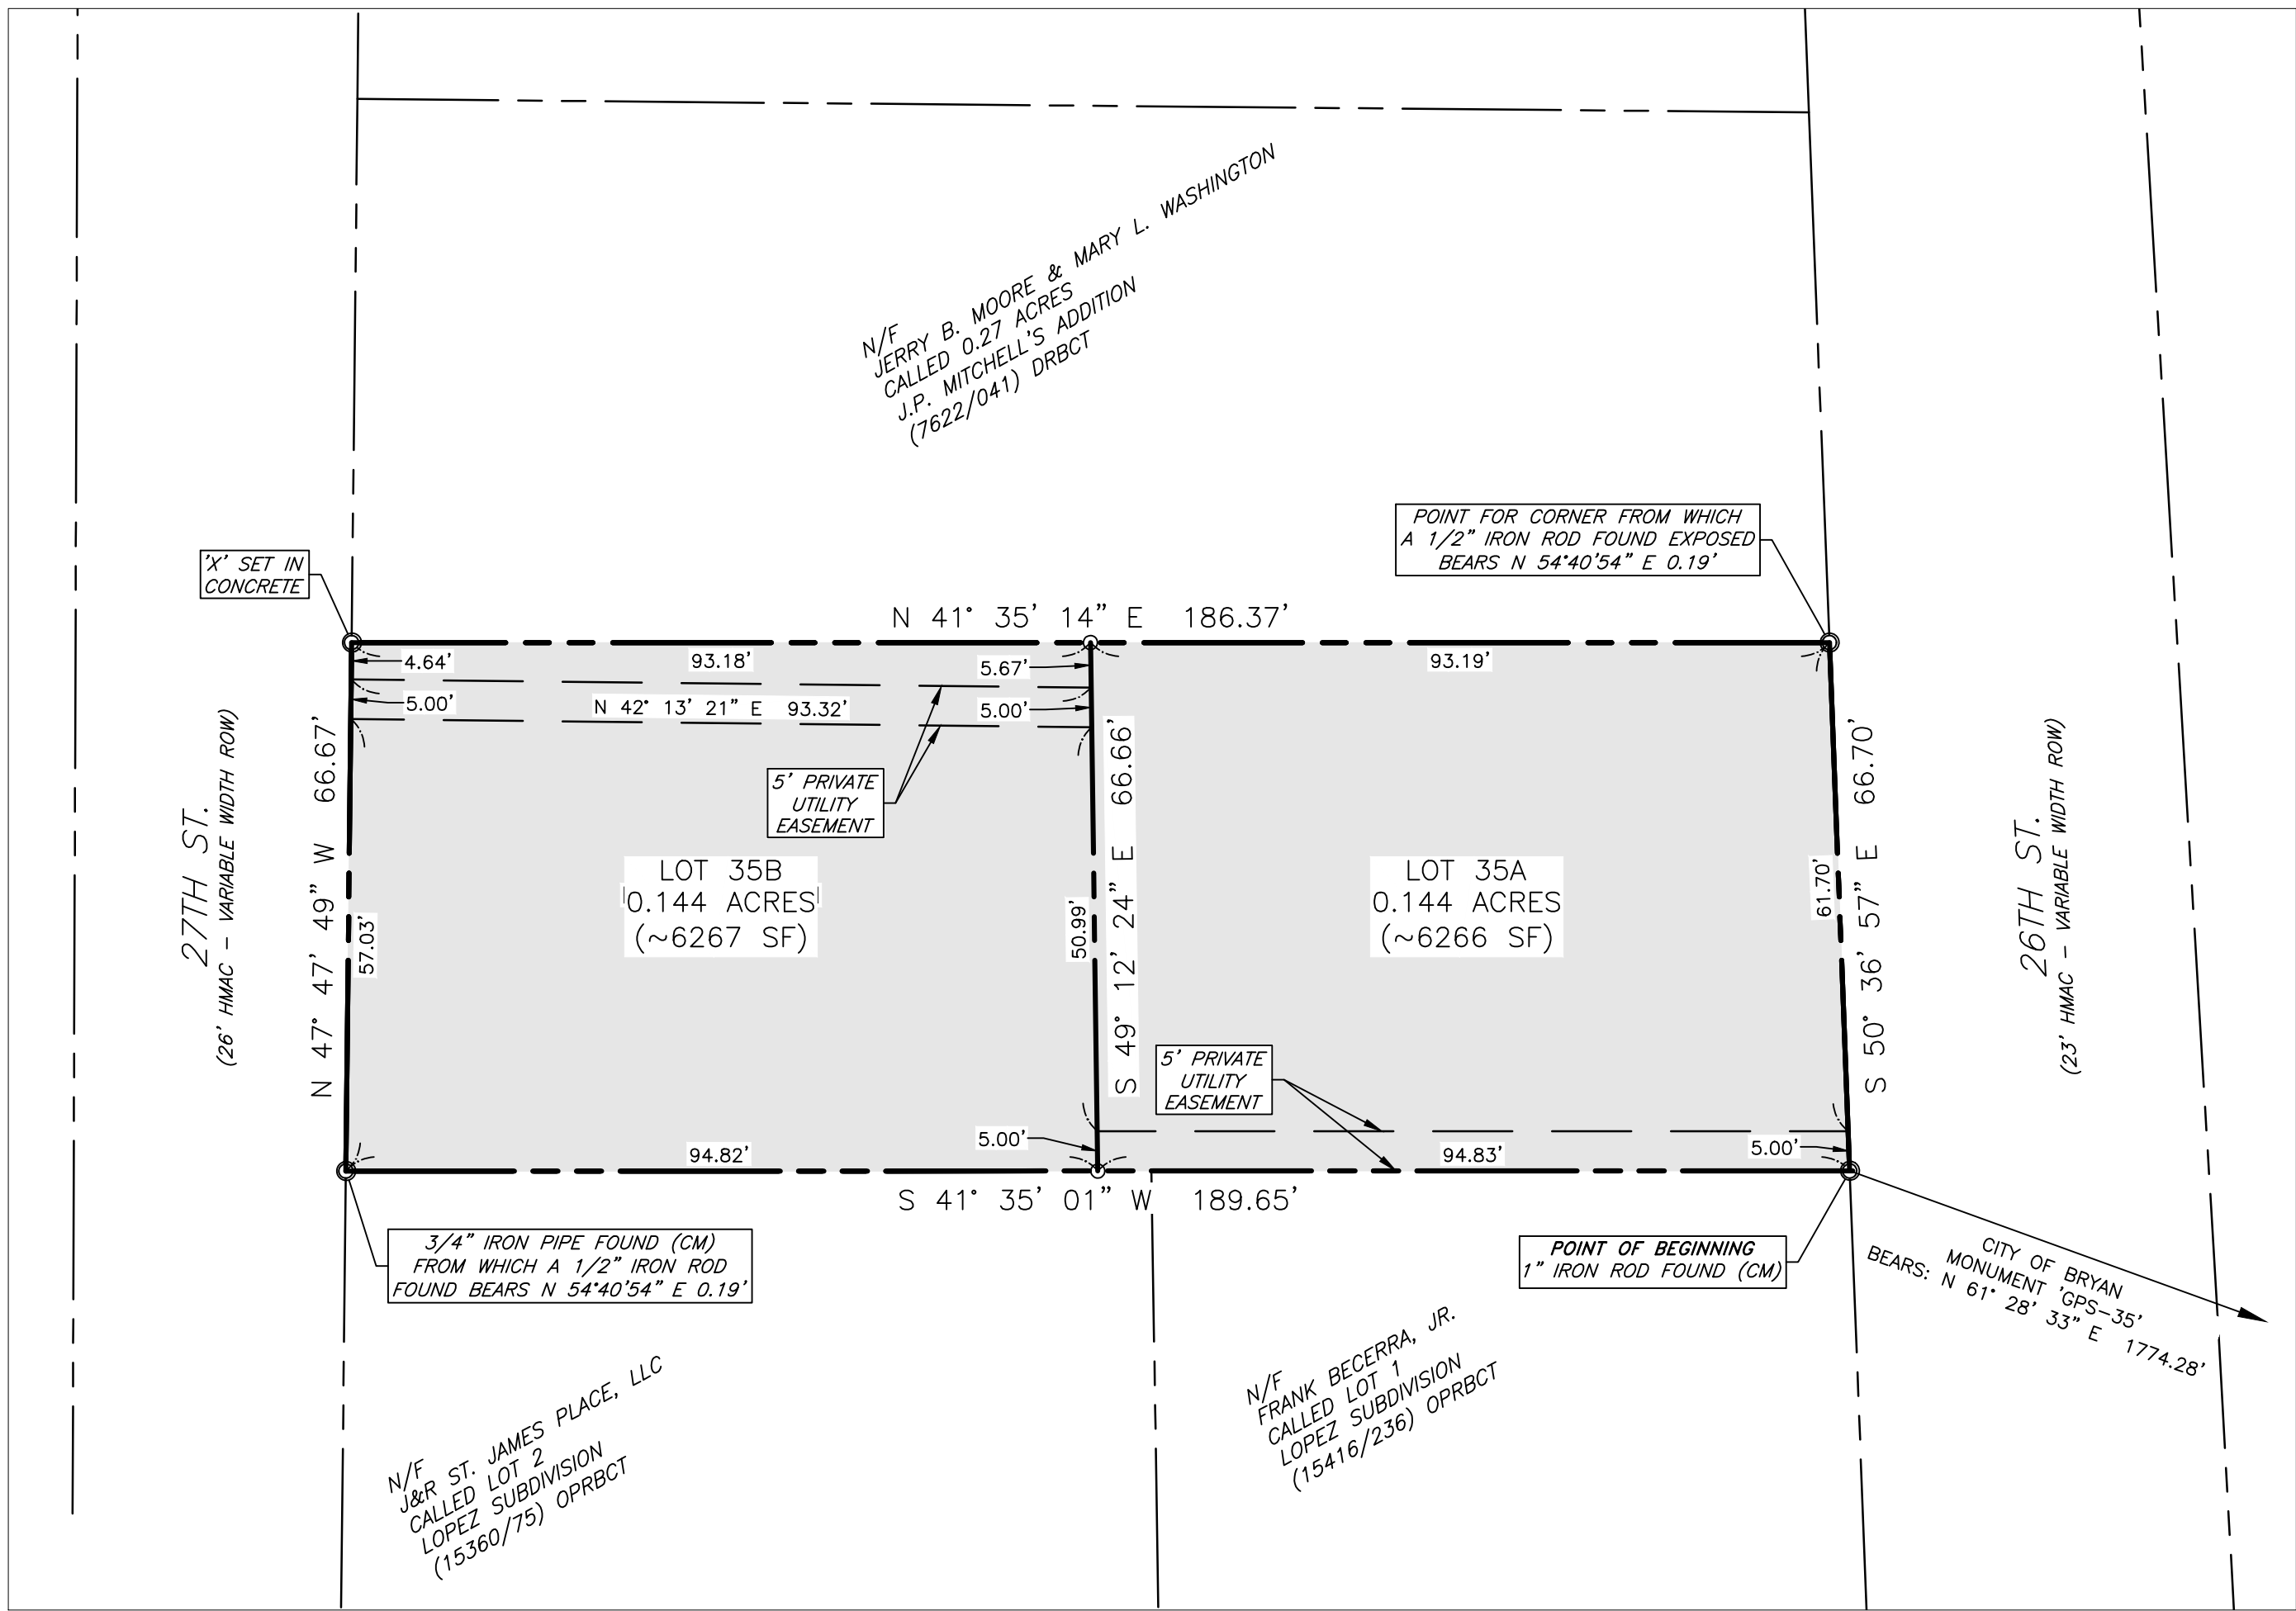 N/F
JERRY B. MOORE & MARY L. WASHINGTON
CALLED 0.27 ACRES
J.P. MITCHELL'S ADDITION
(7622/041) DRBCT
POINT FOR CORNER FROM WHICH
A 1/2" IRON ROD FOUND EXPOSED
BEARS N 54°40'54" E 0.19'
'X' SET IN
CONCRETE
N 41° 35' 14" E 186.37'
4.64'
93.18'
5.67'
93.19'
5.00'
N 42° 13' 21" E 93.32'
5.00'
5' PRIVATE
UTILITY
EASEMENT
27TH ST.
(26' HMAC - VARIABLE WIDTH ROW)
N 47° 47' 49" W 66.67'
57.03'
LOT 35B
0.144 ACRES
(~6267 SF)
50.99'
S 49° 12' 24" E 66.66'
LOT 35A
0.144 ACRES
(~6266 SF)
61.70'
S 50° 36' 57" E 66.70'
26TH ST.
(23' HMAC - VARIABLE WIDTH ROW)
5' PRIVATE
UTILITY
EASEMENT
5.00'
94.82'
94.83'
5.00'
S 41° 35' 01" W 189.65'
3/4" IRON PIPE FOUND (CM)
FROM WHICH A 1/2" IRON ROD
FOUND BEARS N 54°40'54" E 0.19'
POINT OF BEGINNING
1" IRON ROD FOUND (CM)
CITY OF BRYAN
MONUMENT 'GPS-35'
BEARS: N 61° 28' 33" E 1774.28'
N/F
J&R ST. JAMES PLACE, LLC
CALLED LOT 2
LOPEZ SUBDIVISION
(15360/75) OPRBCT
N/F
FRANK BECERRA, JR.
CALLED LOT 1
LOPEZ SUBDIVISION
(15416/236) OPRBCT